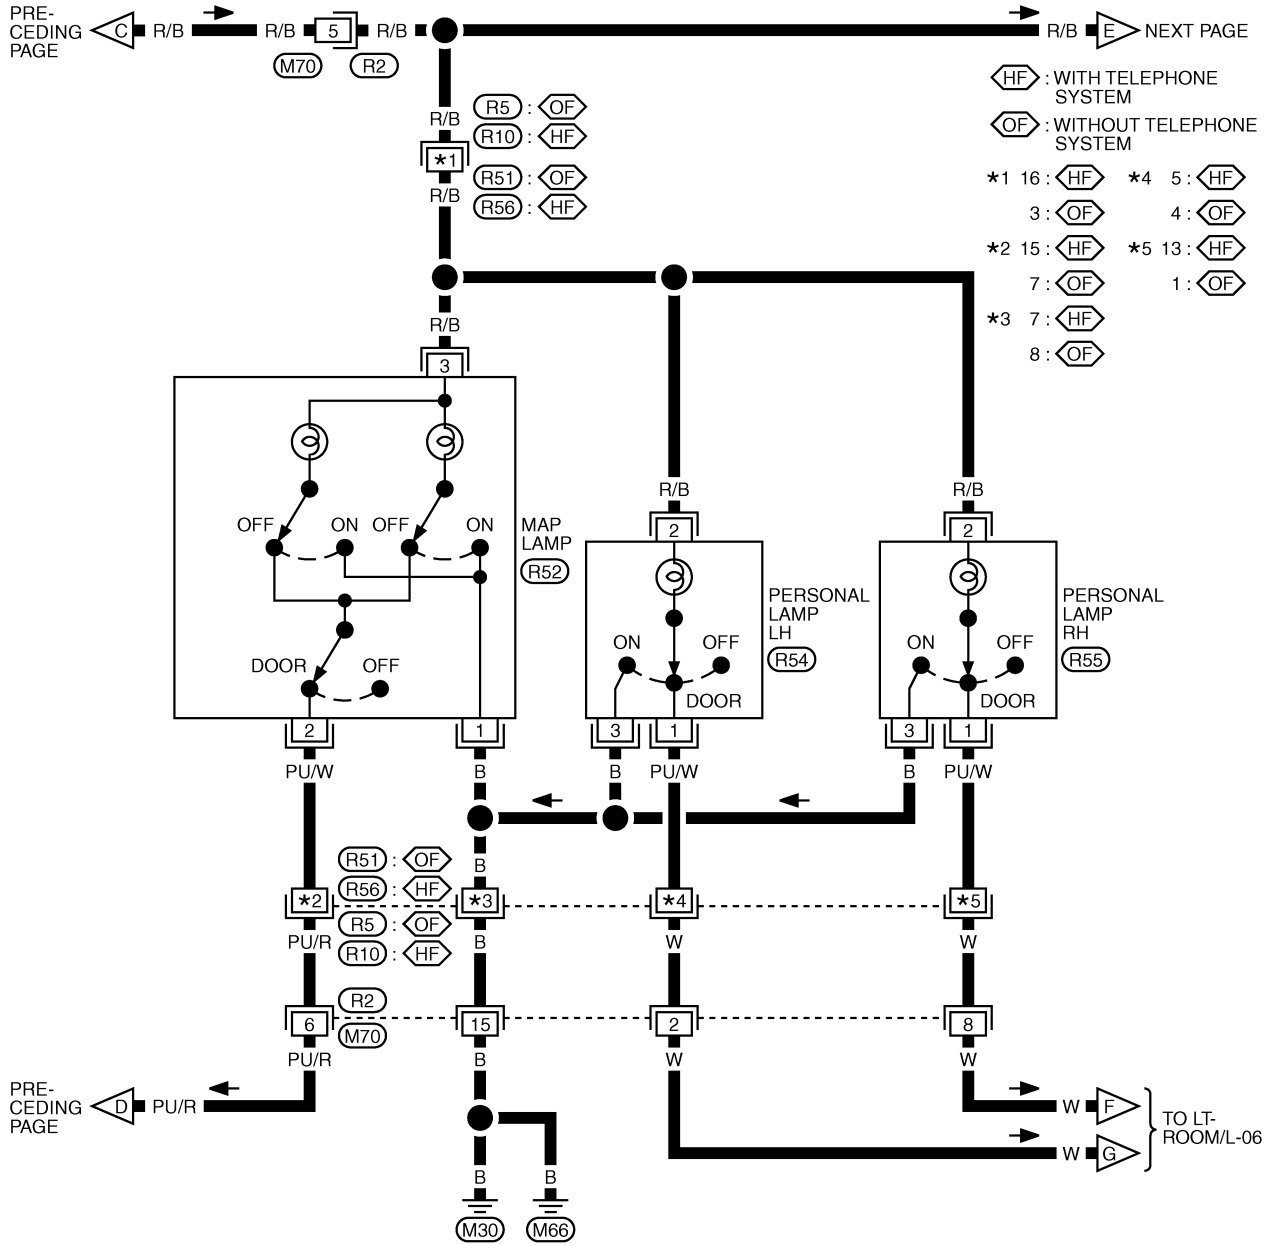 PRE-
CEDING
PAGE
C R/B R/B 5 R/B R/B E NEXT PAGE
M70 R2
HF : WITH TELEPHONE
SYSTEM
OF : WITHOUT TELEPHONE
SYSTEM
R5 : OF
R/B
R10 : HF
*1
R51 : OF
R/B
R56 : HF
*1 16 : HF *4 5 : HF
3 : OF 4 : OF
*2 15 : HF *5 13 : HF
7 : OF 1 : OF
*3 7 : HF
8 : OF
R/B
3
R/B R/B
2 2
OFF ON OFF ON
MAP
LAMP
R52
PERSONAL
LAMP
LH
R54
PERSONAL
LAMP
RH
R55
ON OFF ON OFF
DOOR OFF
DOOR DOOR
2 1 3 1 3 1
PU/W B B PU/W B PU/W
R51 : OF
B
R56 : HF
*2 *3 *4 *5
R5 : OF
PU/R B W W
R10 : HF
R2
6 15 2 8
M70
PU/R B W W
PRE-
CEDING
PAGE
D PU/R W F
TO LT-
ROOM/L-06
W G
B B
M30 M66